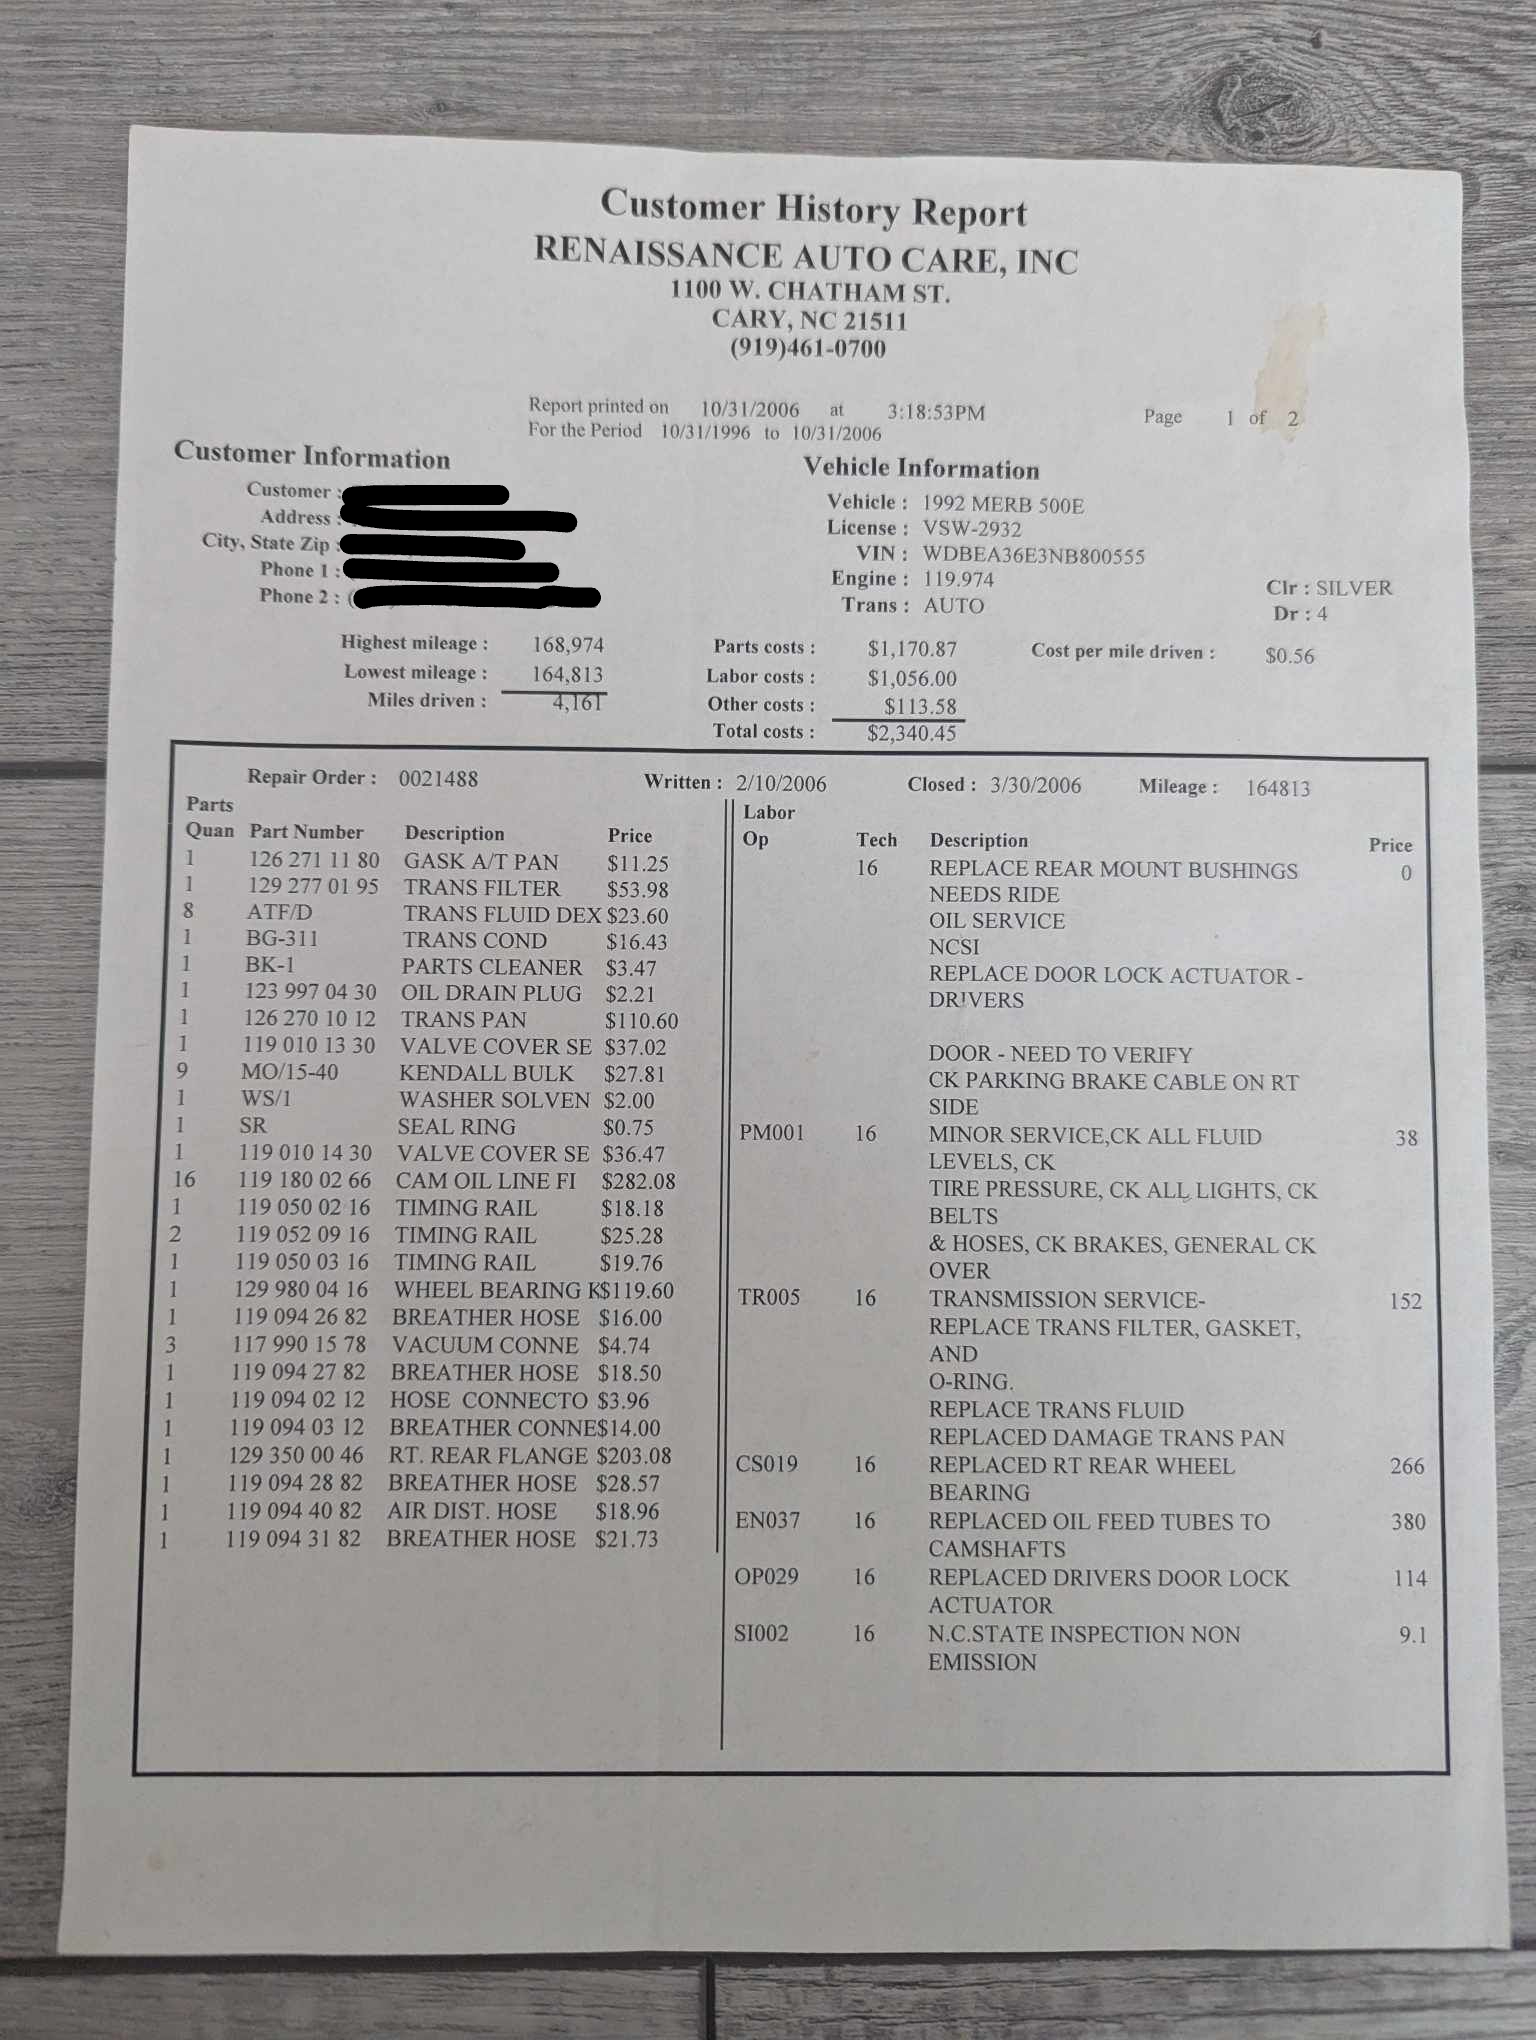 Customer History Report
RENAISSANCE AUTO CARE, INC
1100 W. CHATHAM ST.
CARY, NC 21511
(919)461-0700
Report printed on 10/31/2006 at 3:18:53PM Page 1 of 2
For the Period 10/31/1996 to 10/31/2006
Customer Information
Customer :
Address :
City, State Zip :
Phone 1 :
Phone 2 : (
Vehicle Information
Vehicle : 1992 MERB 500E
License : VSW-2932
VIN : WDBEA36E3NB800555
Engine : 119.974 Clr : SILVER
Trans : AUTO Dr : 4
Highest mileage : 168,974 Parts costs : $1,170.87 Cost per mile driven : $0.56
Lowest mileage : 164,813 Labor costs : $1,056.00
Miles driven : 4,161 Other costs : $113.58
Total costs : $2,340.45
Repair Order : 0021488 Written : 2/10/2006 Closed : 3/30/2006 Mileage : 164813
Parts
Quan Part Number Description Price
1 126 271 11 80 GASK A/T PAN $11.25
1 129 277 01 95 TRANS FILTER $53.98
8 ATF/D TRANS FLUID DEX $23.60
1 BG-311 TRANS COND $16.43
1 BK-1 PARTS CLEANER $3.47
1 123 997 04 30 OIL DRAIN PLUG $2.21
1 126 270 10 12 TRANS PAN $110.60
1 119 010 13 30 VALVE COVER SE $37.02
9 MO/15-40 KENDALL BULK $27.81
1 WS/1 WASHER SOLVEN $2.00
1 SR SEAL RING $0.75
1 119 010 14 30 VALVE COVER SE $36.47
16 119 180 02 66 CAM OIL LINE FI $282.08
1 119 050 02 16 TIMING RAIL $18.18
2 119 052 09 16 TIMING RAIL $25.28
1 119 050 03 16 TIMING RAIL $19.76
1 129 980 04 16 WHEEL BEARING K$119.60
1 119 094 26 82 BREATHER HOSE $16.00
3 117 990 15 78 VACUUM CONNE $4.74
1 119 094 27 82 BREATHER HOSE $18.50
1 119 094 02 12 HOSE CONNECTO $3.96
1 119 094 03 12 BREATHER CONNE$14.00
1 129 350 00 46 RT. REAR FLANGE $203.08
1 119 094 28 82 BREATHER HOSE $28.57
1 119 094 40 82 AIR DIST. HOSE $18.96
1 119 094 31 82 BREATHER HOSE $21.73
Labor
Op Tech Description Price
16 REPLACE REAR MOUNT BUSHINGS 0
NEEDS RIDE
OIL SERVICE
NCSI
REPLACE DOOR LOCK ACTUATOR -
DRIVERS
DOOR - NEED TO VERIFY
CK PARKING BRAKE CABLE ON RT
SIDE
PM001 16 MINOR SERVICE,CK ALL FLUID 38
LEVELS, CK
TIRE PRESSURE, CK ALL LIGHTS, CK
BELTS
& HOSES, CK BRAKES, GENERAL CK
OVER
TR005 16 TRANSMISSION SERVICE- 152
REPLACE TRANS FILTER, GASKET,
AND
O-RING.
REPLACE TRANS FLUID
REPLACED DAMAGE TRANS PAN
CS019 16 REPLACED RT REAR WHEEL 266
BEARING
EN037 16 REPLACED OIL FEED TUBES TO 380
CAMSHAFTS
OP029 16 REPLACED DRIVERS DOOR LOCK 114
ACTUATOR
SI002 16 N.C.STATE INSPECTION NON 9.1
EMISSION